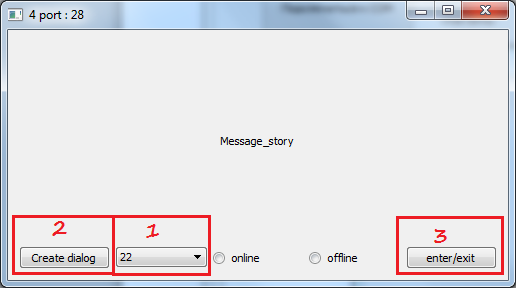 4 port : 28
Message_story
2 1 3
Create dialog 22 online offline enter/exit